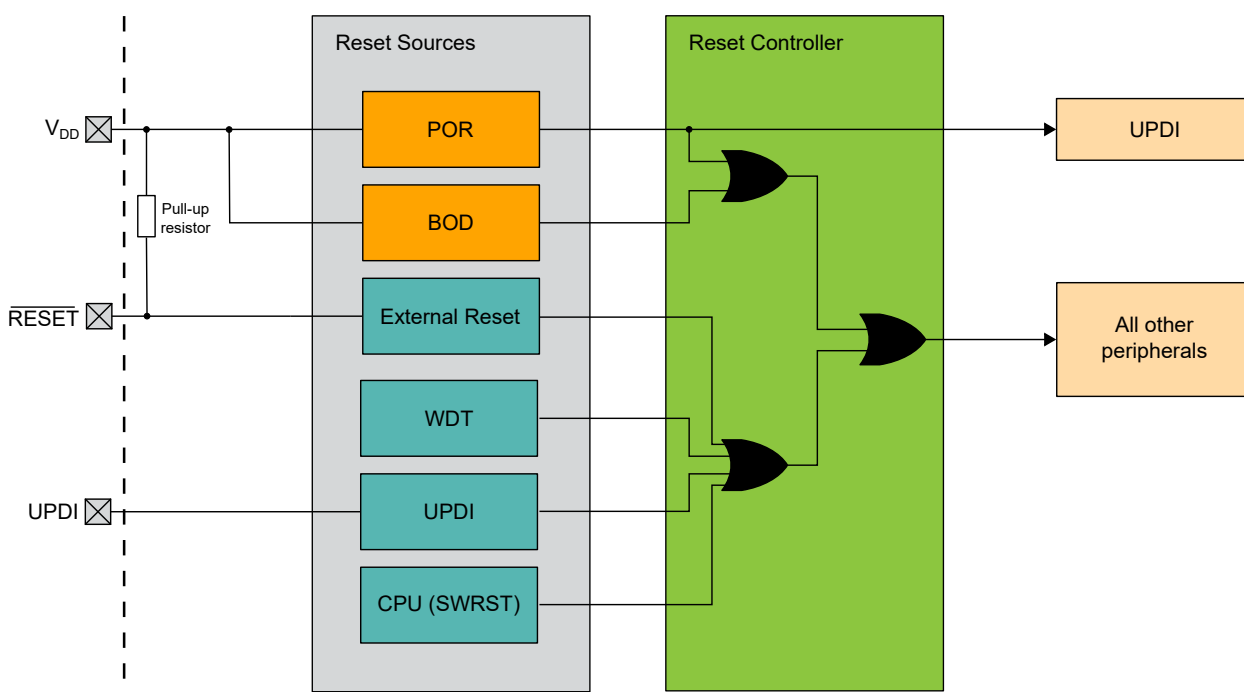 Reset Sources
Reset Controller
V_DD
POR
UPDI
Pull-up
resistor
BOD
RESET
External Reset
All other
peripherals
WDT
UPDI
UPDI
CPU (SWRST)